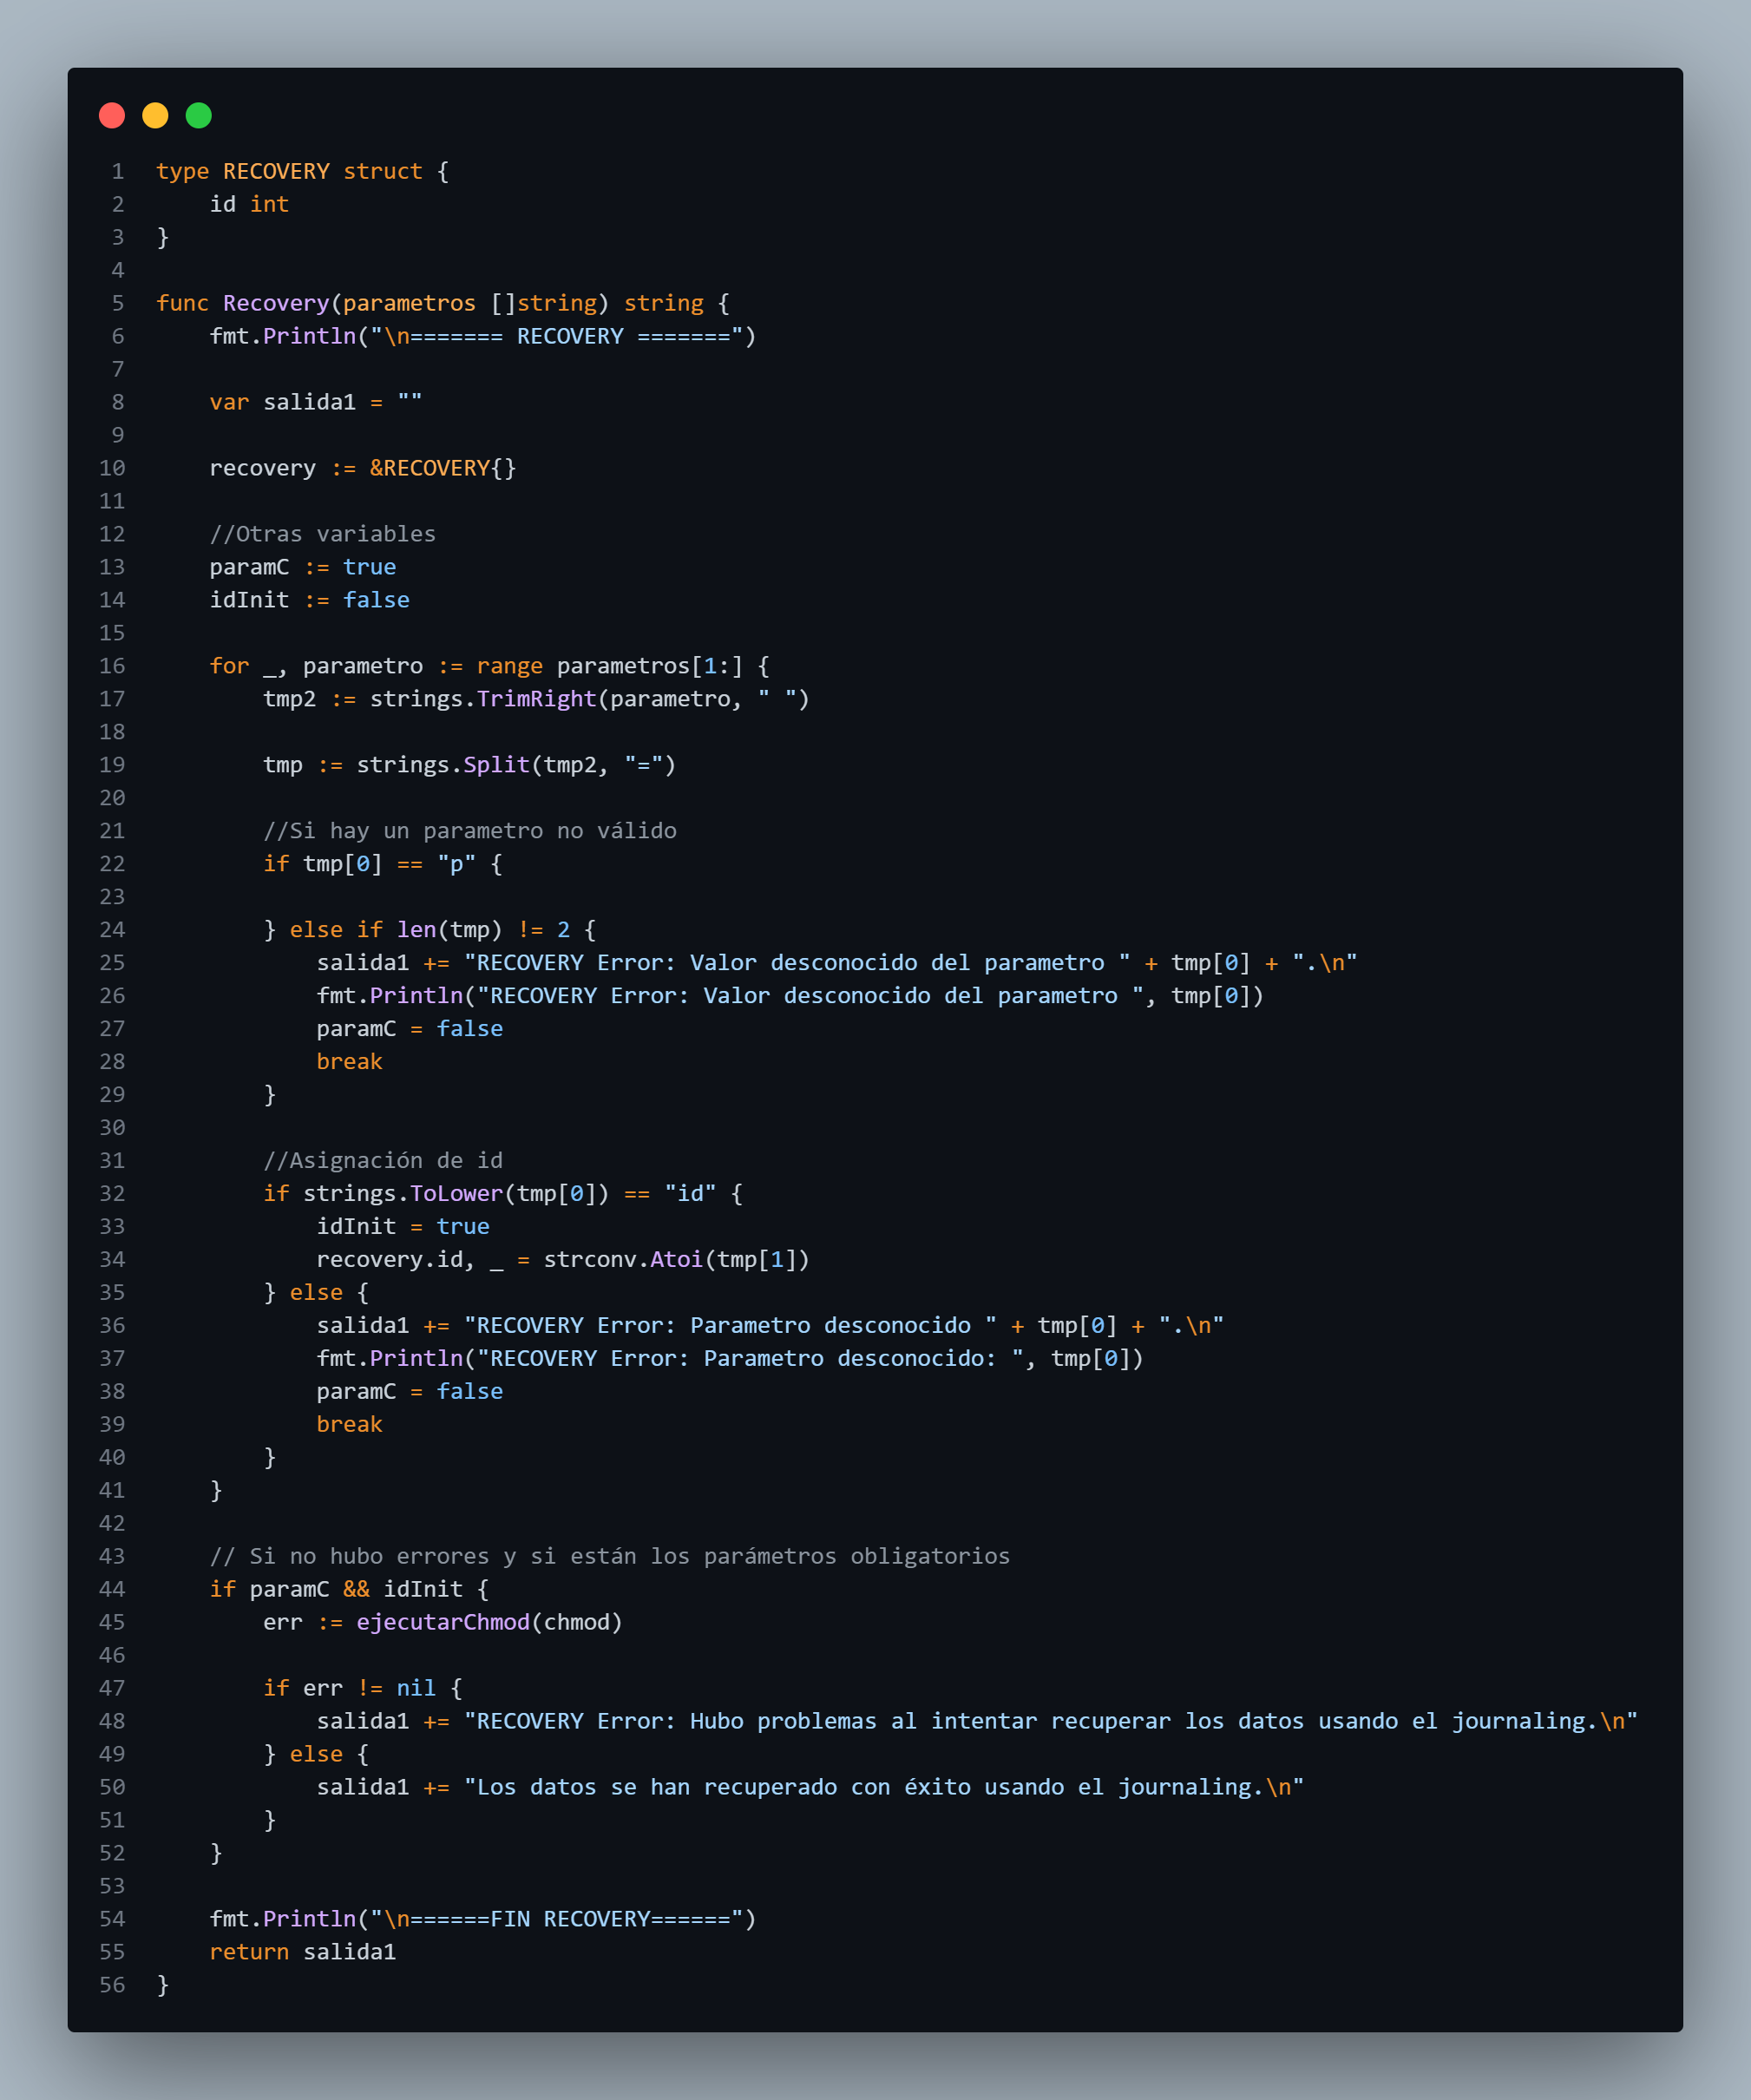 1 type RECOVERY struct {
2     id int
3 }
4
5 func Recovery(parametros []string) string {
6     fmt.Println("\n======= RECOVERY =======")
7
8     var salida1 = ""
9
10     recovery := &RECOVERY{}
11
12     //Otras variables
13     paramC := true
14     idInit := false
15
16     for _, parametro := range parametros[1:] {
17         tmp2 := strings.TrimRight(parametro, " ")
18
19         tmp := strings.Split(tmp2, "=")
20
21         //Si hay un parametro no válido
22         if tmp[0] == "p" {
23
24         } else if len(tmp) != 2 {
25             salida1 += "RECOVERY Error: Valor desconocido del parametro " + tmp[0] + ".\n"
26             fmt.Println("RECOVERY Error: Valor desconocido del parametro ", tmp[0])
27             paramC = false
28             break
29         }
30
31         //Asignación de id
32         if strings.ToLower(tmp[0]) == "id" {
33             idInit = true
34             recovery.id, _ = strconv.Atoi(tmp[1])
35         } else {
36             salida1 += "RECOVERY Error: Parametro desconocido " + tmp[0] + ".\n"
37             fmt.Println("RECOVERY Error: Parametro desconocido: ", tmp[0])
38             paramC = false
39             break
40         }
41     }
42
43     // Si no hubo errores y si están los parámetros obligatorios
44     if paramC && idInit {
45         err := ejecutarChmod(chmod)
46
47         if err != nil {
48             salida1 += "RECOVERY Error: Hubo problemas al intentar recuperar los datos usando el journaling.\n"
49         } else {
50             salida1 += "Los datos se han recuperado con éxito usando el journaling.\n"
51         }
52     }
53
54     fmt.Println("\n======FIN RECOVERY======")
55     return salida1
56 }